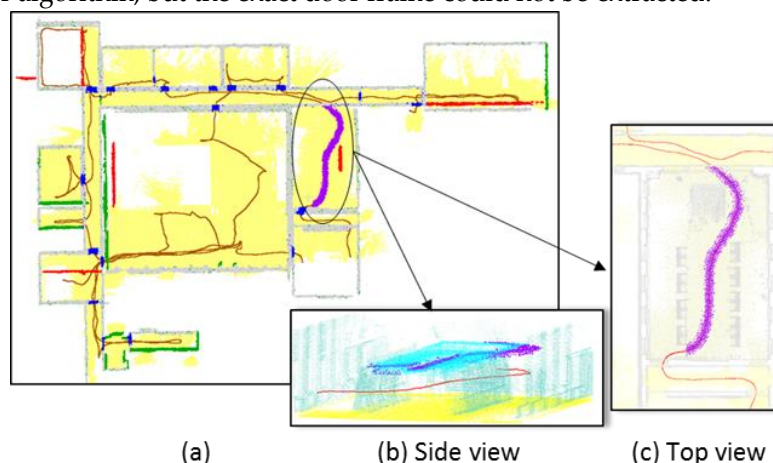 algorithm, but the exact door frame could not be extracted.
(a)
(b) Side view
(c) Top view